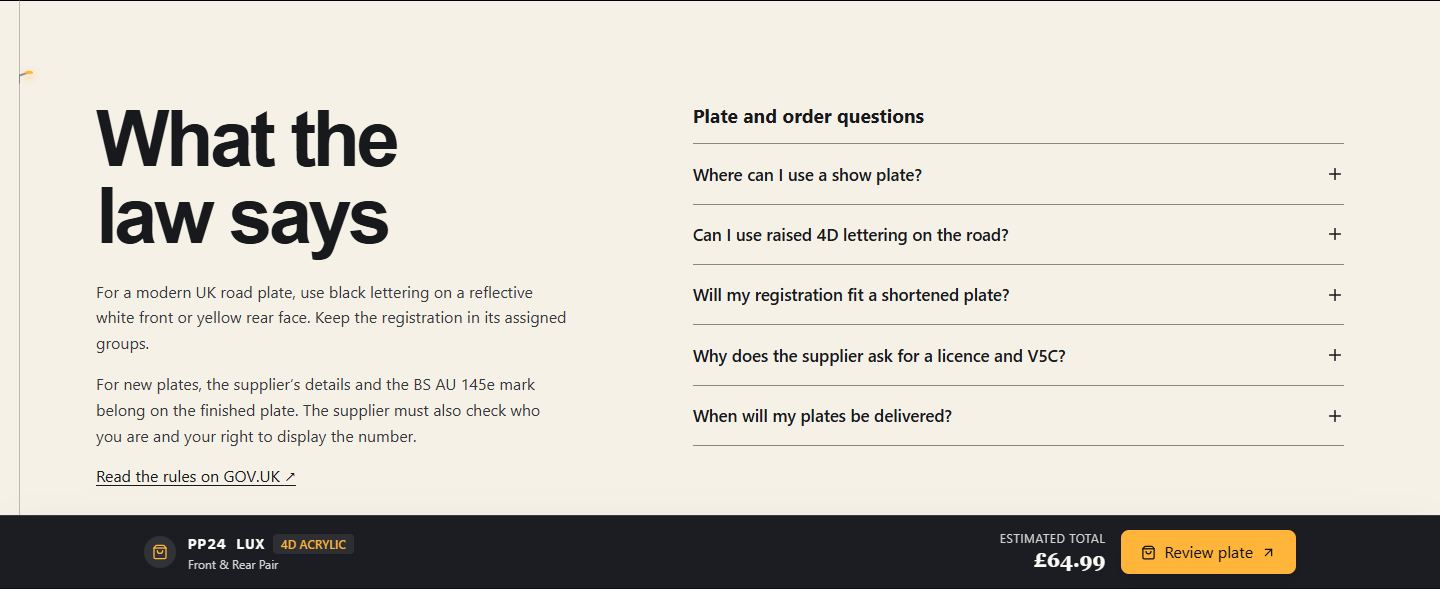 What the
law says
For a modern UK road plate, use black lettering on a reflective
white front or yellow rear face. Keep the registration in its assigned
groups.
For new plates, the supplier's details and the BS AU 145e mark
belong on the finished plate. The supplier must also check who
you are and your right to display the number.
Read the rules on GOV.UK ↗
Plate and order questions
Where can I use a show plate? +
Can I use raised 4D lettering on the road? +
Will my registration fit a shortened plate? +
Why does the supplier ask for a licence and V5C? +
When will my plates be delivered? +
PP24 LUX 4D ACRYLIC
Front & Rear Pair
ESTIMATED TOTAL
£64.99
Review plate ↗